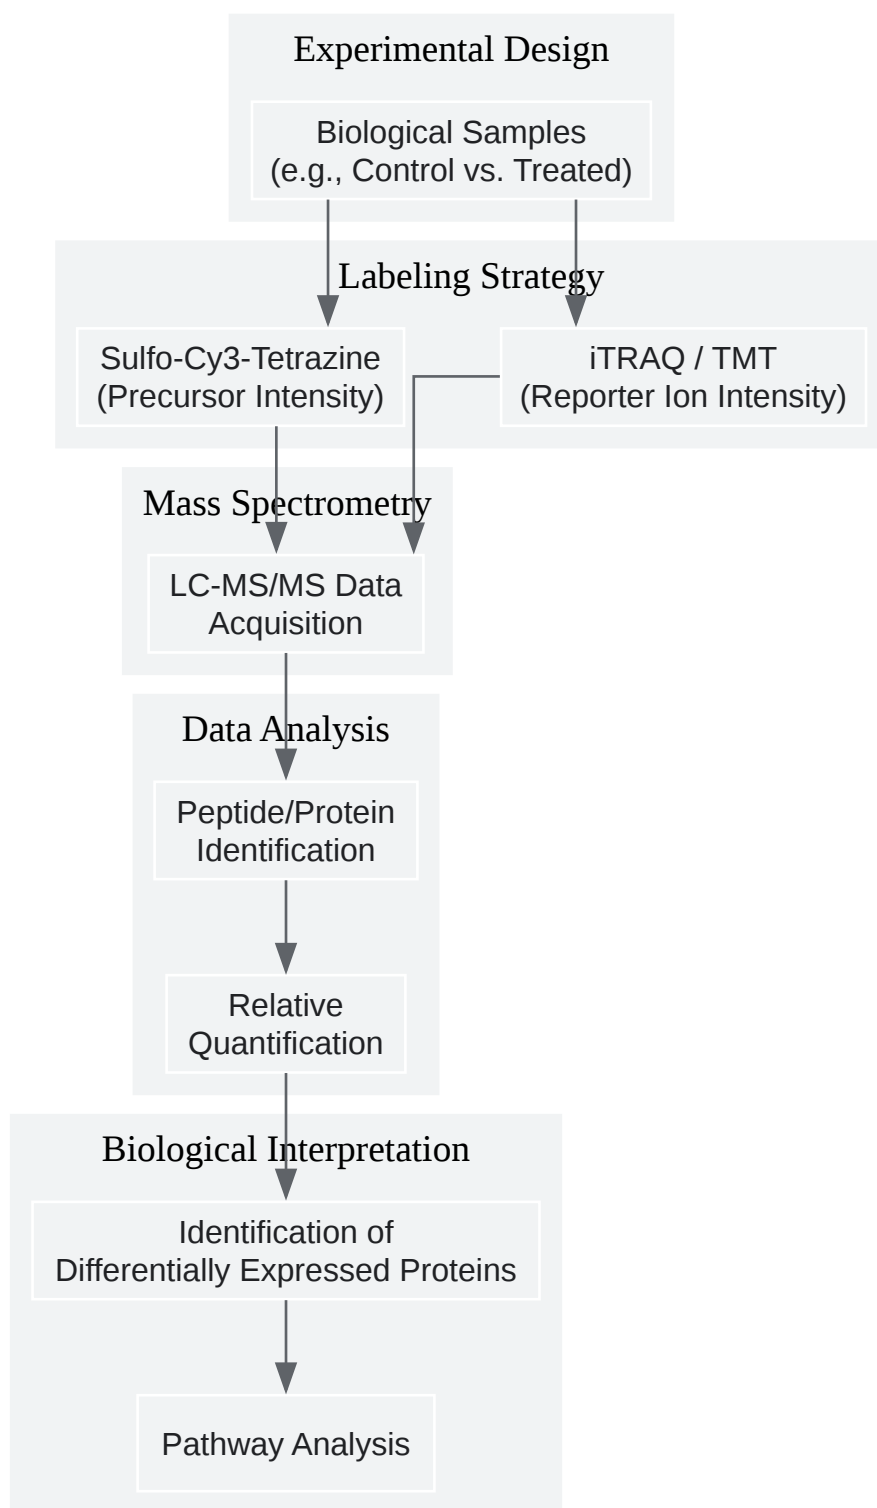 Experimental Design
Biological Samples
(e.g., Control vs. Treated)
Labeling Strategy
Sulfo-Cy3-Tetrazine
(Precursor Intensity)
iTRAQ / TMT
(Reporter Ion Intensity)
Mass Spectrometry
LC-MS/MS Data
Acquisition
Data Analysis
Peptide/Protein
Identification
Relative
Quantification
Biological Interpretation
Identification of
Differentially Expressed Proteins
Pathway Analysis